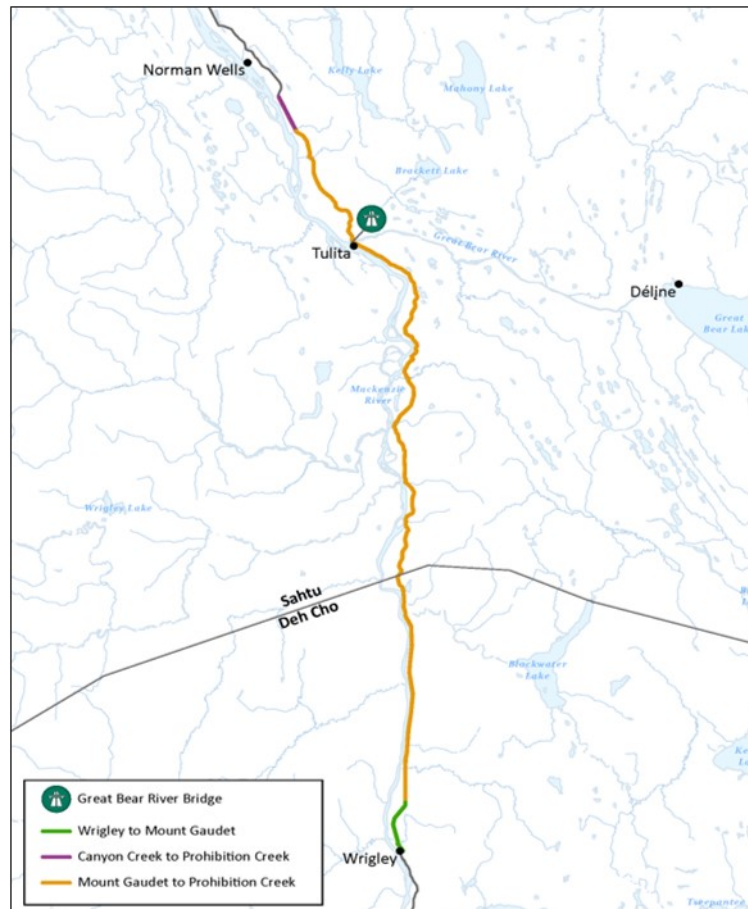 Norman Wells
Kelly Lake
Mahony Lake
Brackett Lake
Great Bear River
Tulita
Délįne
Great
Bear Lake
Mackenzie
River
Wrigley Lake
Sahtu
Deh Cho
Blackwater
Lake
Great Bear River Bridge
Wrigley to Mount Gaudet
Canyon Creek to Prohibition Creek
Mount Gaudet to Prohibition Creek
Wrigley